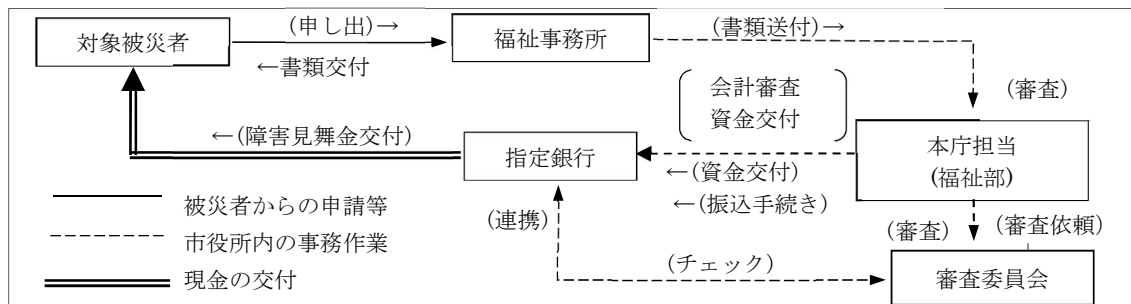 対象被災者
(申し出)→
←書類交付
福祉事務所
(書類送付)→
(審査)
会計審査
資金交付
←(障害見舞金交付)
指定銀行
←(資金交付)
←(振込手続き)
本庁担当
(福祉部)
被災者からの申請等
市役所内の事務作業
現金の交付
(連携)
(チェック)
(審査)
(審査依頼)
審査委員会